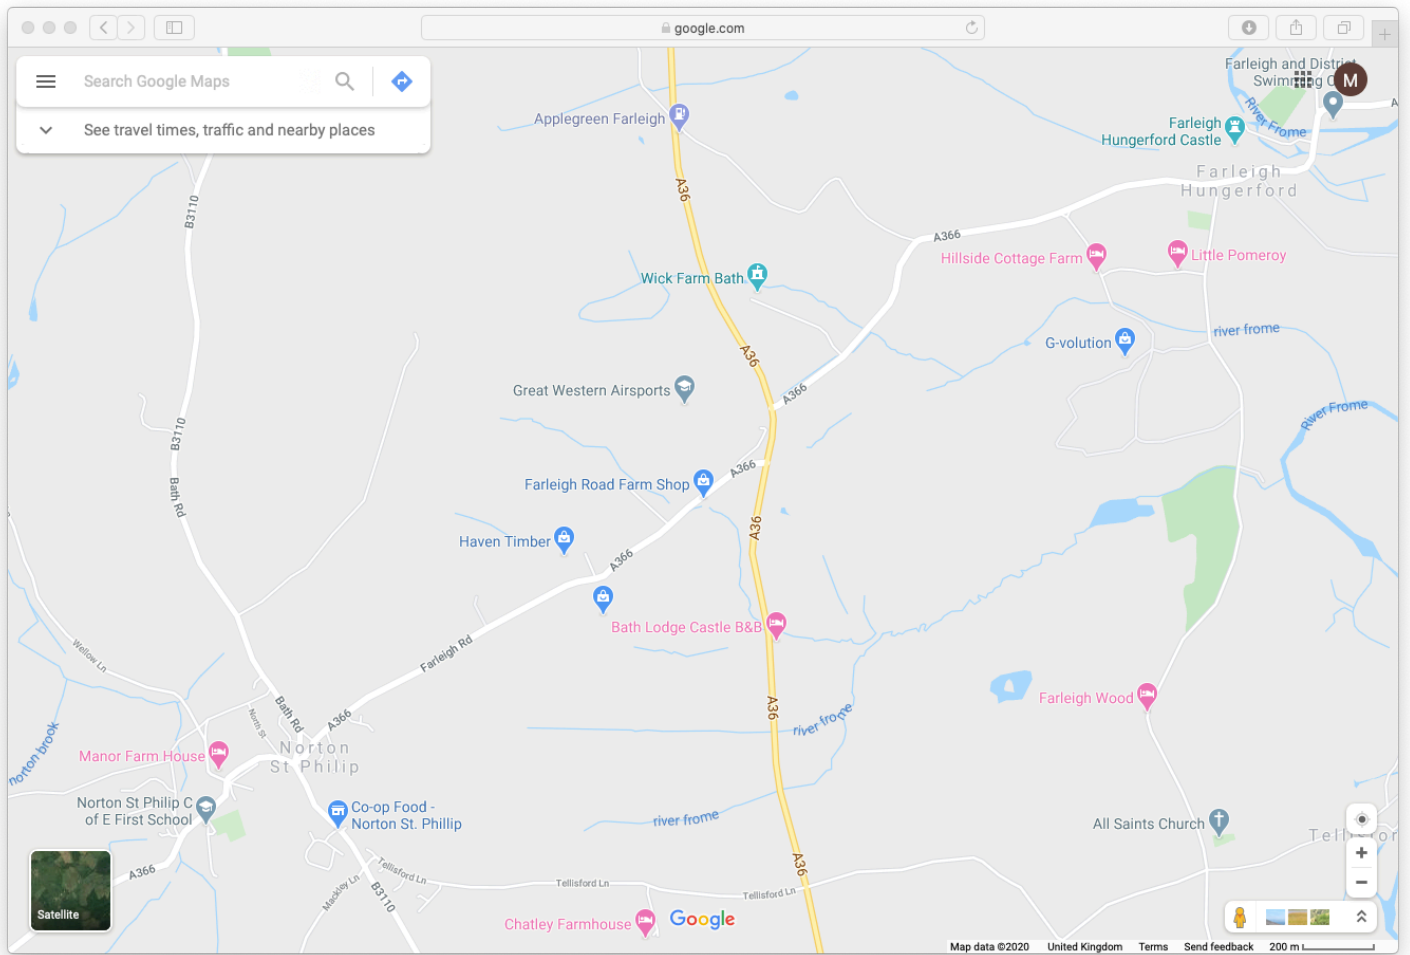 google.com
Search Google Maps
See travel times, traffic and nearby places
M
Farleigh and District
Swimming C
River Frome
A
Applegreen Farleigh
Farleigh
Hungerford Castle
Farleigh
Hungerford
A36
B3110
A366
Hillside Cottage Farm
Little Pomeroy
Wick Farm Bath
river frome
G-volution
A36
Great Western Airsports
A366
River Frome
B3110
A366
Farleigh Road Farm Shop
Bath Rd
A36
Haven Timber
A366
Bath Lodge Castle B&B
Farleigh Rd
Wellow Ln
Farleigh Wood
A36
North St
Bath Rd
A366
river frome
norton brook
Manor Farm House
Norton
St Philip
Norton St Philip C
of E First School
Co-op Food -
Norton St. Phillip
river frome
All Saints Church
Tellisfor
A366
A36
Tellisford Ln
Tellisford Ln
Tellisford Ln
Mackley Ln
B3110
Satellite
Chatley Farmhouse
Google
Map data ©2020 United Kingdom Terms Send feedback 200 m